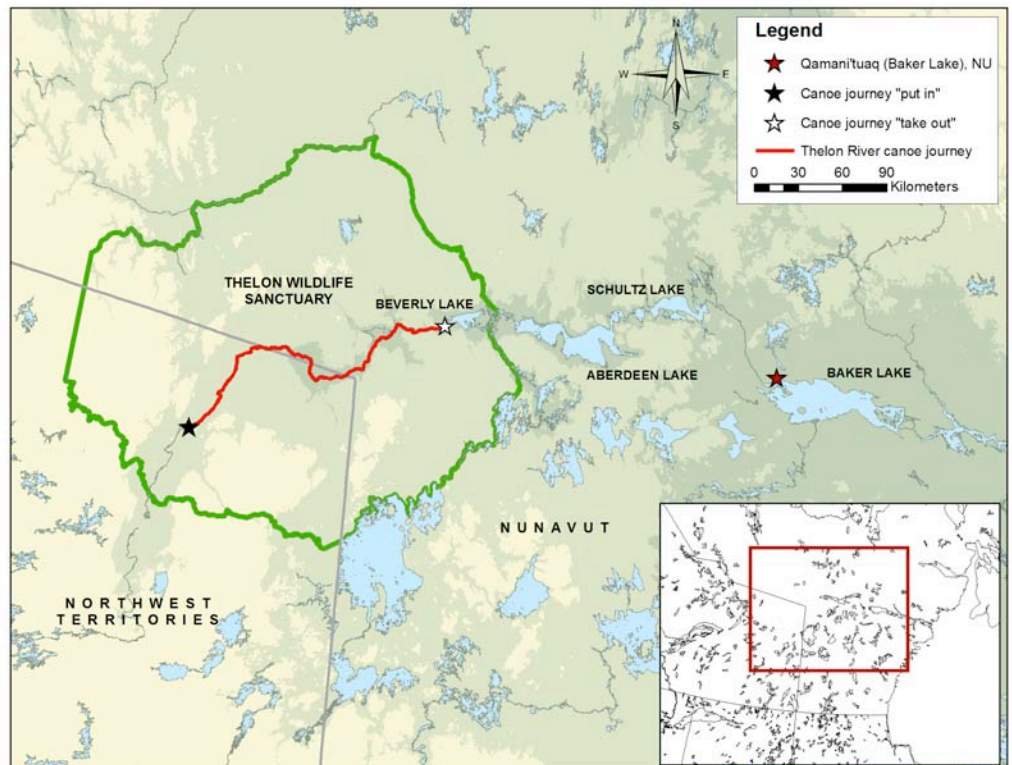 Legend
N
W E
S
Qamani'tuaq (Baker Lake), NU
Canoe journey "put in"
Canoe journey "take out"
Thelon River canoe journey
0 30 60 90
Kilometers
THELON WILDLIFE
SANCTUARY
BEVERLY LAKE
SCHULTZ LAKE
ABERDEEN LAKE
BAKER LAKE
NUNAVUT
NORTHWEST
TERRITORIES